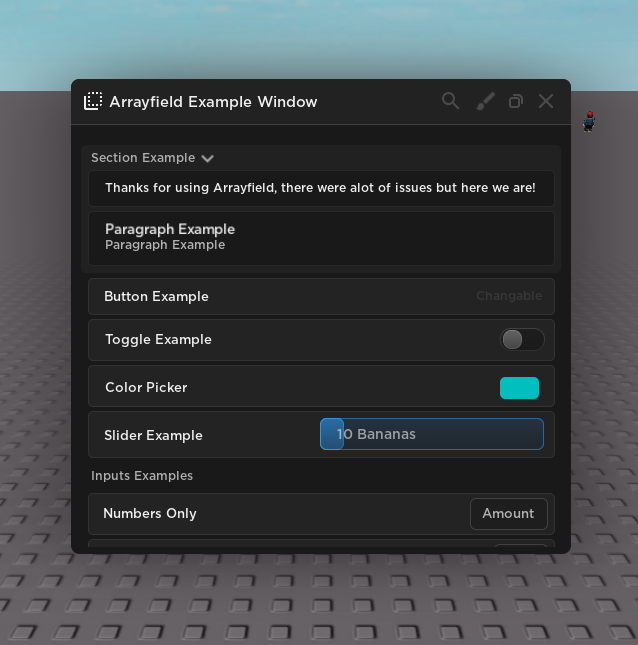 Arrayfield Example Window
Section Example
Thanks for using Arrayfield, there were alot of issues but here we are!
Paragraph Example
Paragraph Example
Button Example Changable
Toggle Example
Color Picker
Slider Example 10 Bananas
Inputs Examples
Numbers Only Amount